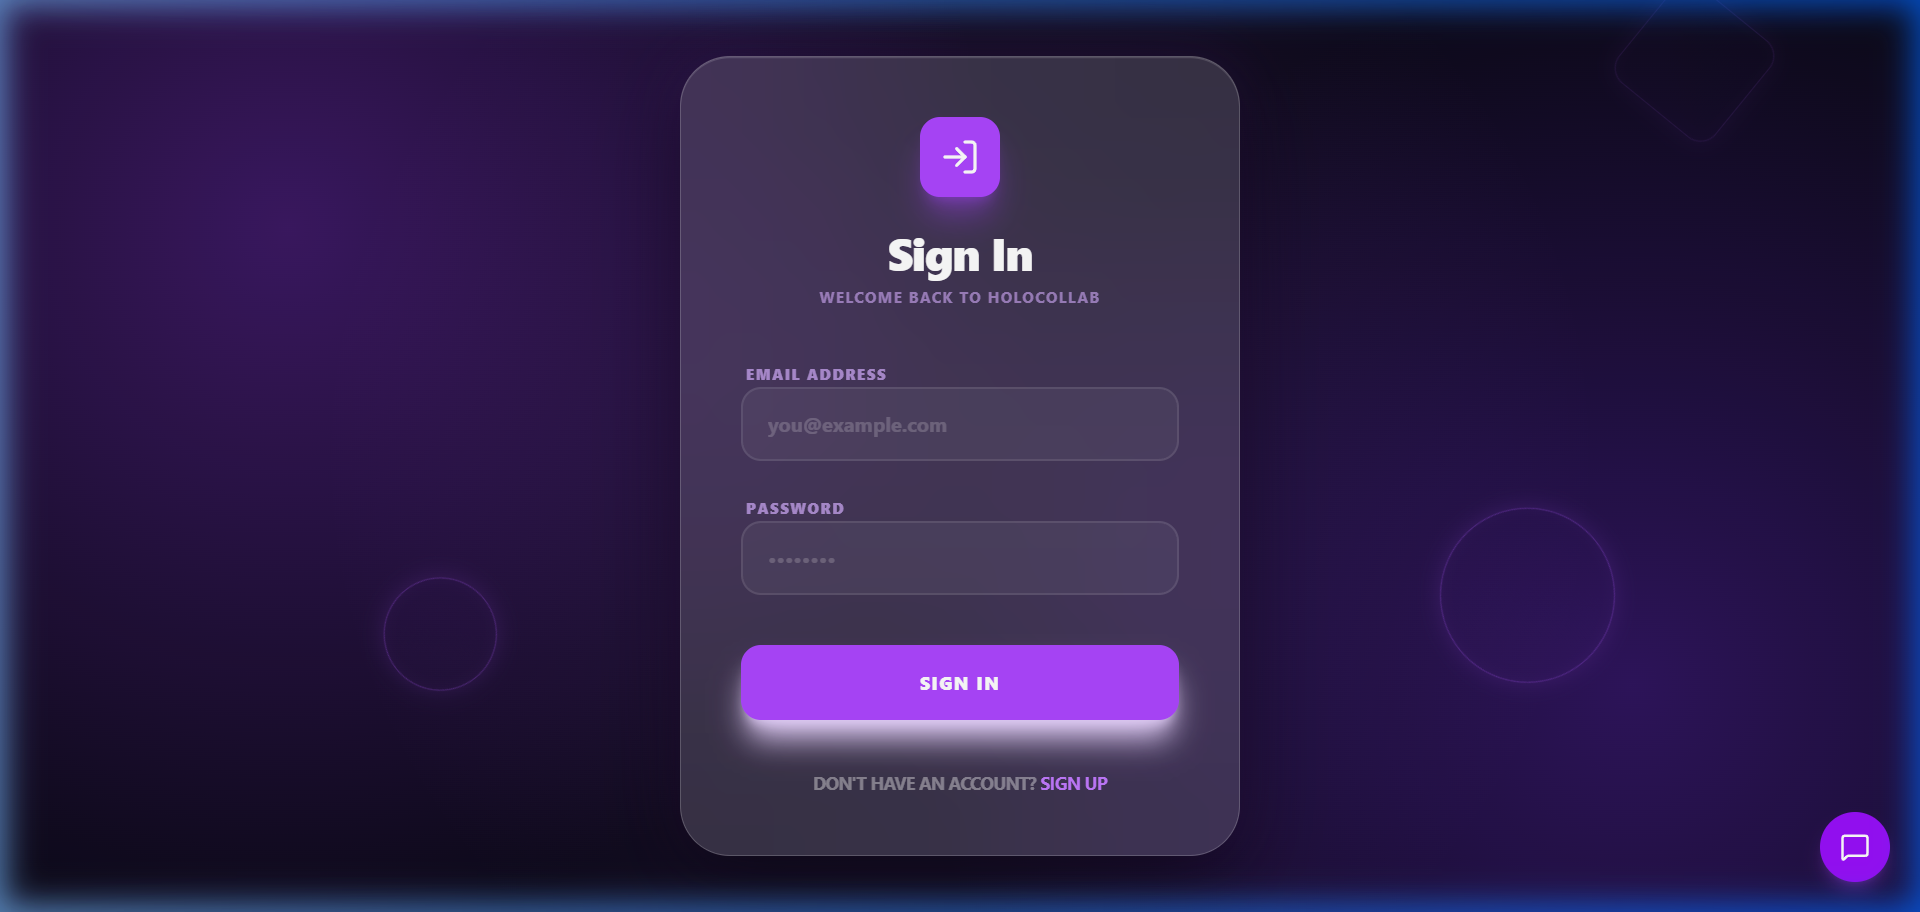 Sign In
WELCOME BACK TO HOLOCOLLAB
EMAIL ADDRESS
you@example.com
PASSWORD
••••••••
SIGN IN
DON'T HAVE AN ACCOUNT? SIGN UP